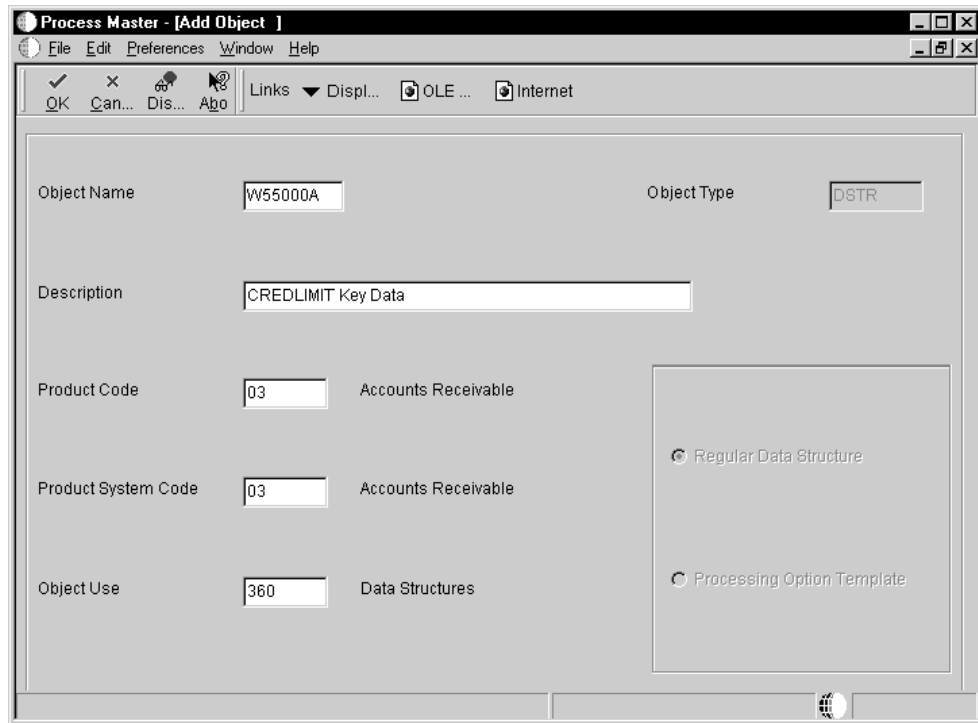 Process Master - [Add Object ]
File Edit Preferences Window Help
OK Can... Dis... Abo Links Displ... OLE ... Internet
Object Name W55000A Object Type DSTR
Description CREDLIMIT Key Data
Product Code 03 Accounts Receivable
Regular Data Structure
Product System Code 03 Accounts Receivable
Processing Option Template
Object Use 360 Data Structures